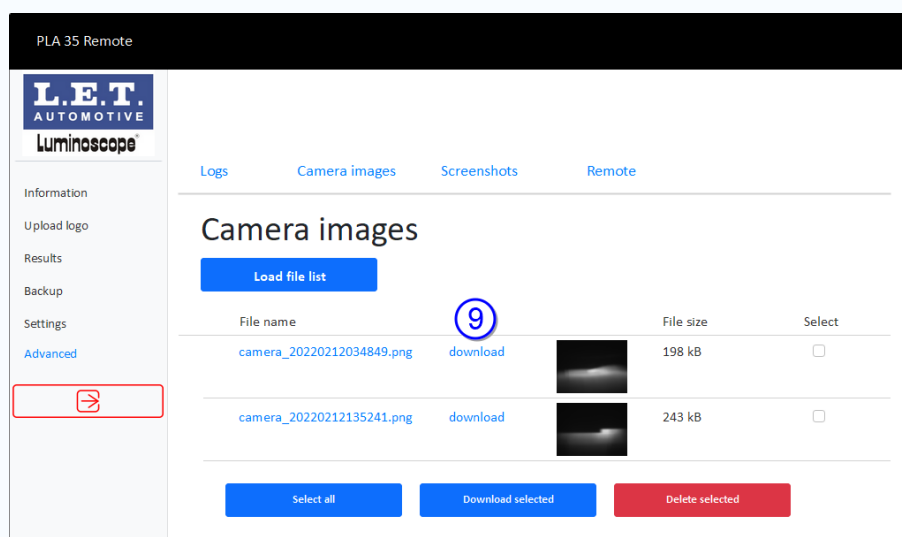 PLA 35 Remote
L.E.T.
AUTOMOTIVE
Luminoscope®
Information
Upload logo
Results
Backup
Settings
Advanced
Logs Camera images Screenshots Remote
Camera images
Load file list
9
File name File size Select
camera_20220212034849.png download 198 kB
camera_20220212135241.png download 243 kB
Select all Download selected Delete selected